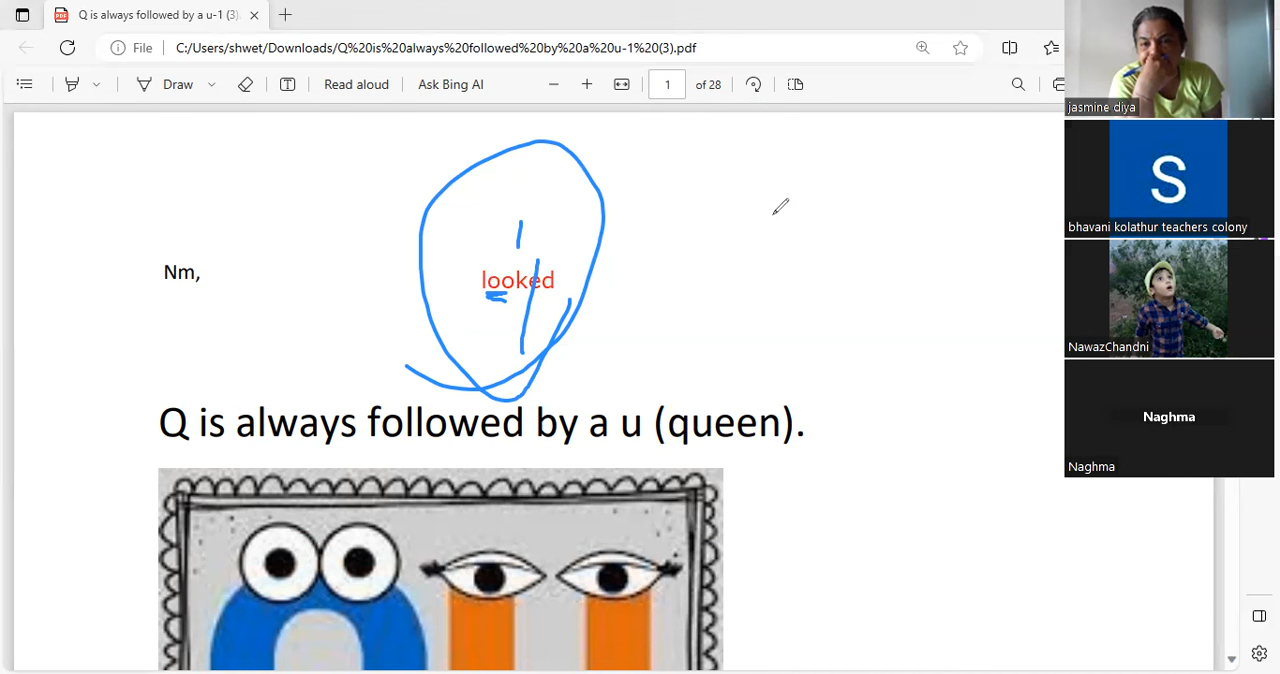 Q is always followed by a u-1 (3).
File
C:/Users/shwet/Downloads/Q%20is%20always%20followed%20by%20a%20u-1%20(3).pdf
Draw
Read aloud
Ask Bing AI
1
of 28
Nm,
looked
Q is always followed by a u (queen).
jasmine diya
S
bhavani kolathur teachers colony
NawazChandni
Naghma
Naghma